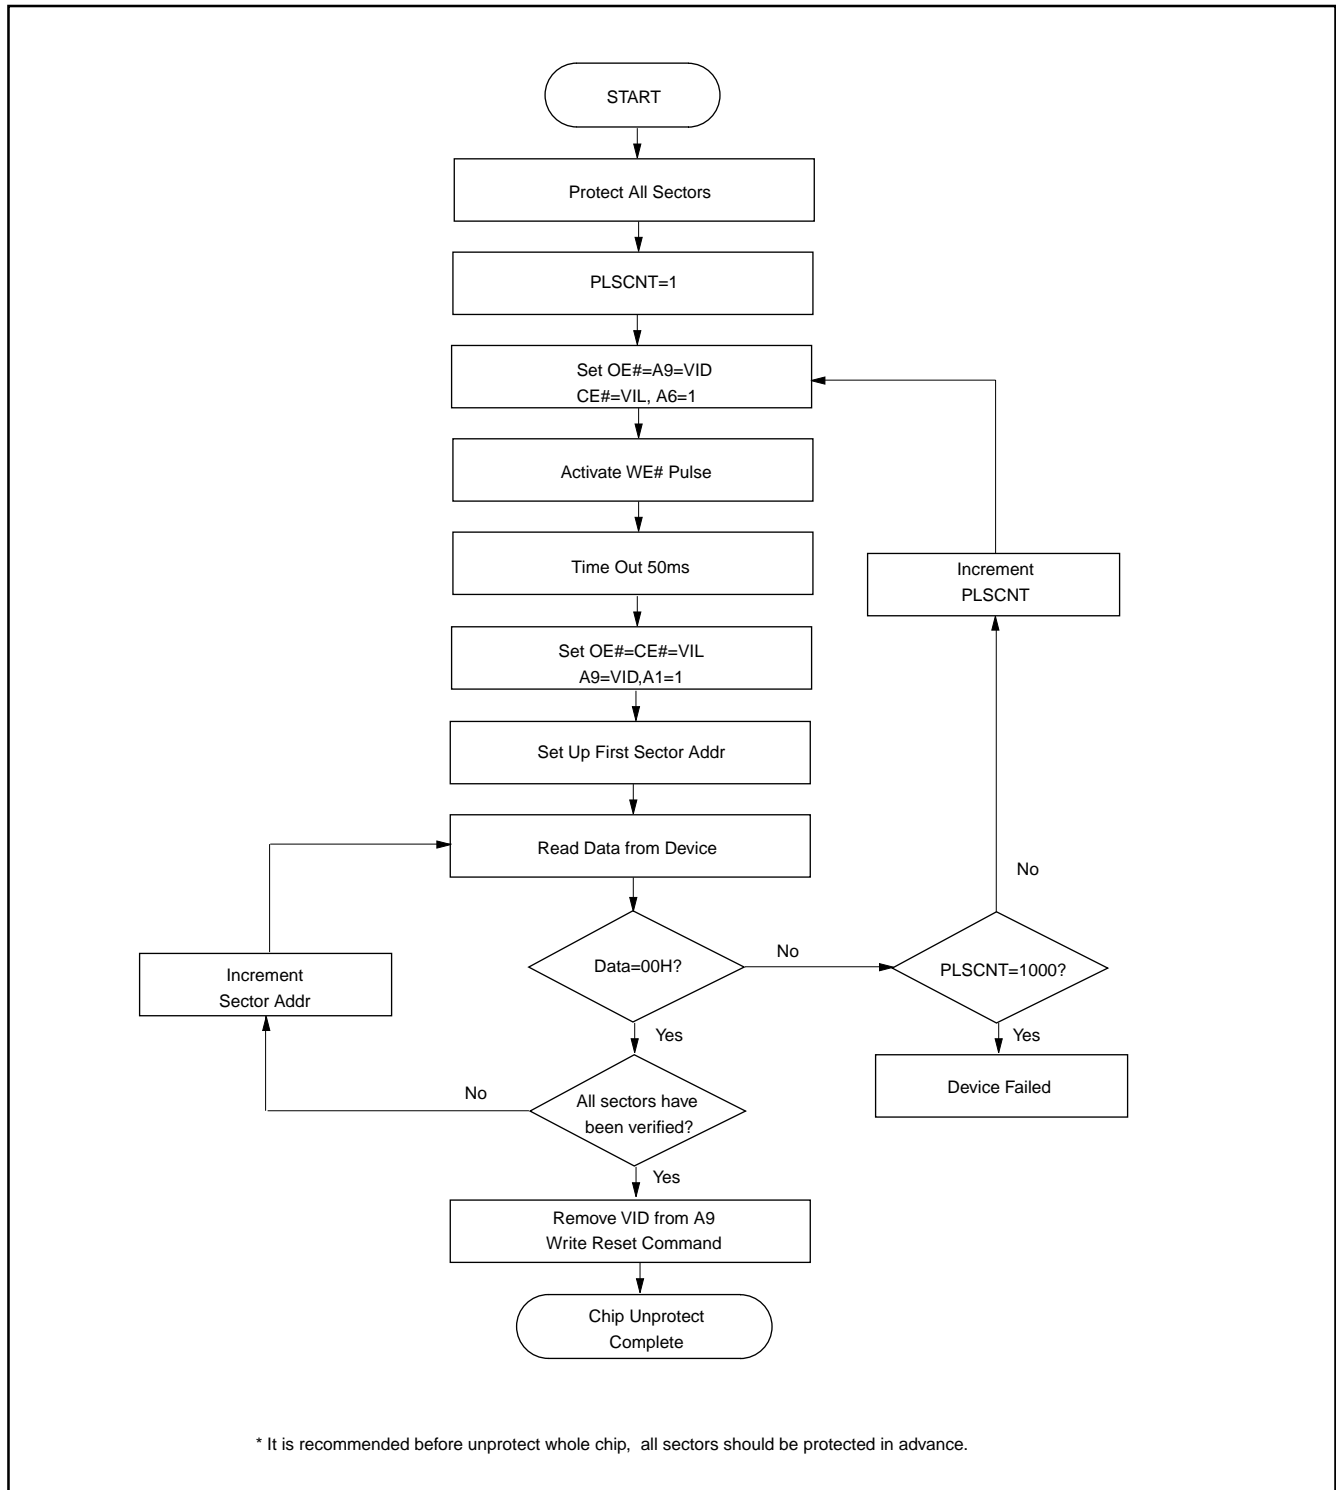 START
Protect All Sectors
PLSCNT=1
Set OE#=A9=VID
CE#=VIL, A6=1
Activate WE# Pulse
Time Out 50ms
Increment
PLSCNT
Set OE#=CE#=VIL
A9=VID,A1=1
Set Up First Sector Addr
Read Data from Device
No
Data=00H?
No
PLSCNT=1000?
Increment
Sector Addr
Yes
Yes
Device Failed
No
All sectors have
been verified?
Yes
Remove VID from A9
Write Reset Command
Chip Unprotect
Complete
* It is recommended before unprotect whole chip, all sectors should be protected in advance.